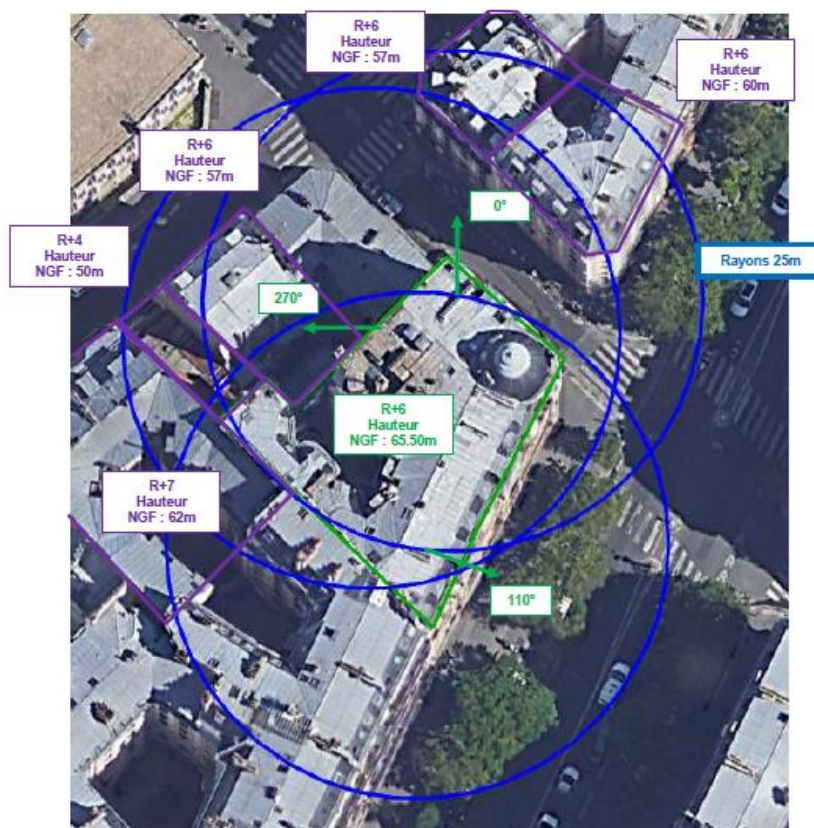 R+6
Hauteur
NGF : 57m
R+6
Hauteur
NGF : 60m
R+6
Hauteur
NGF : 57m
0°
R+4
Hauteur
NGF : 50m
Rayons 25m
270°
R+6
Hauteur
NGF : 65.50m
R+7
Hauteur
NGF : 62m
110°